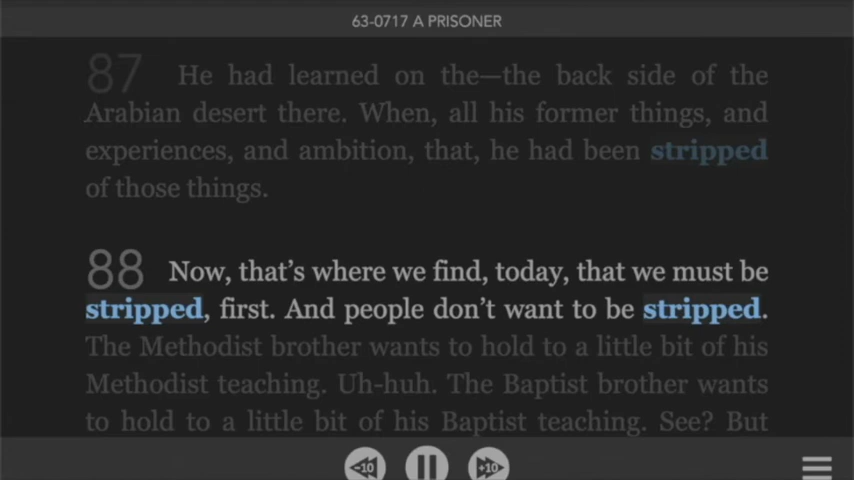 63-0717 A PRISONER
87 He had learned on the—the back side of the
Arabian desert there. When, all his former things, and
experiences, and ambition, that, he had been stripped
of those things.
88 Now, that's where we find, today, that we must be
stripped, first. And people don't want to be stripped.
The Methodist brother wants to hold to a little bit of his
Methodist teaching. Uh-huh. The Baptist brother wants
to hold to a little bit of his Baptist teaching. See? But
-10 +10